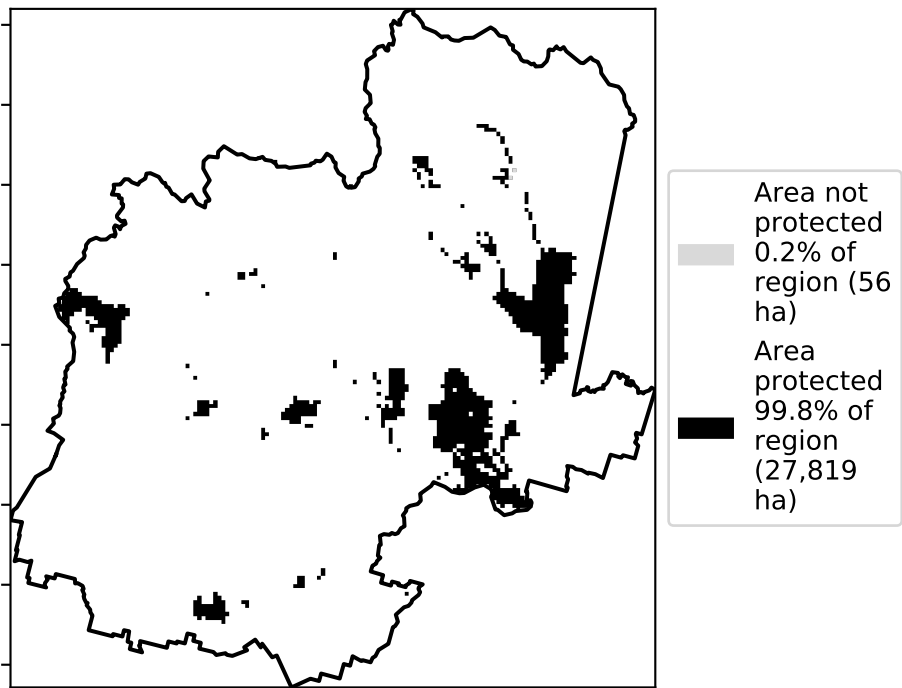 Area not
protected
0.2% of
region (56
ha)
Area
protected
99.8% of
region
(27,819
ha)